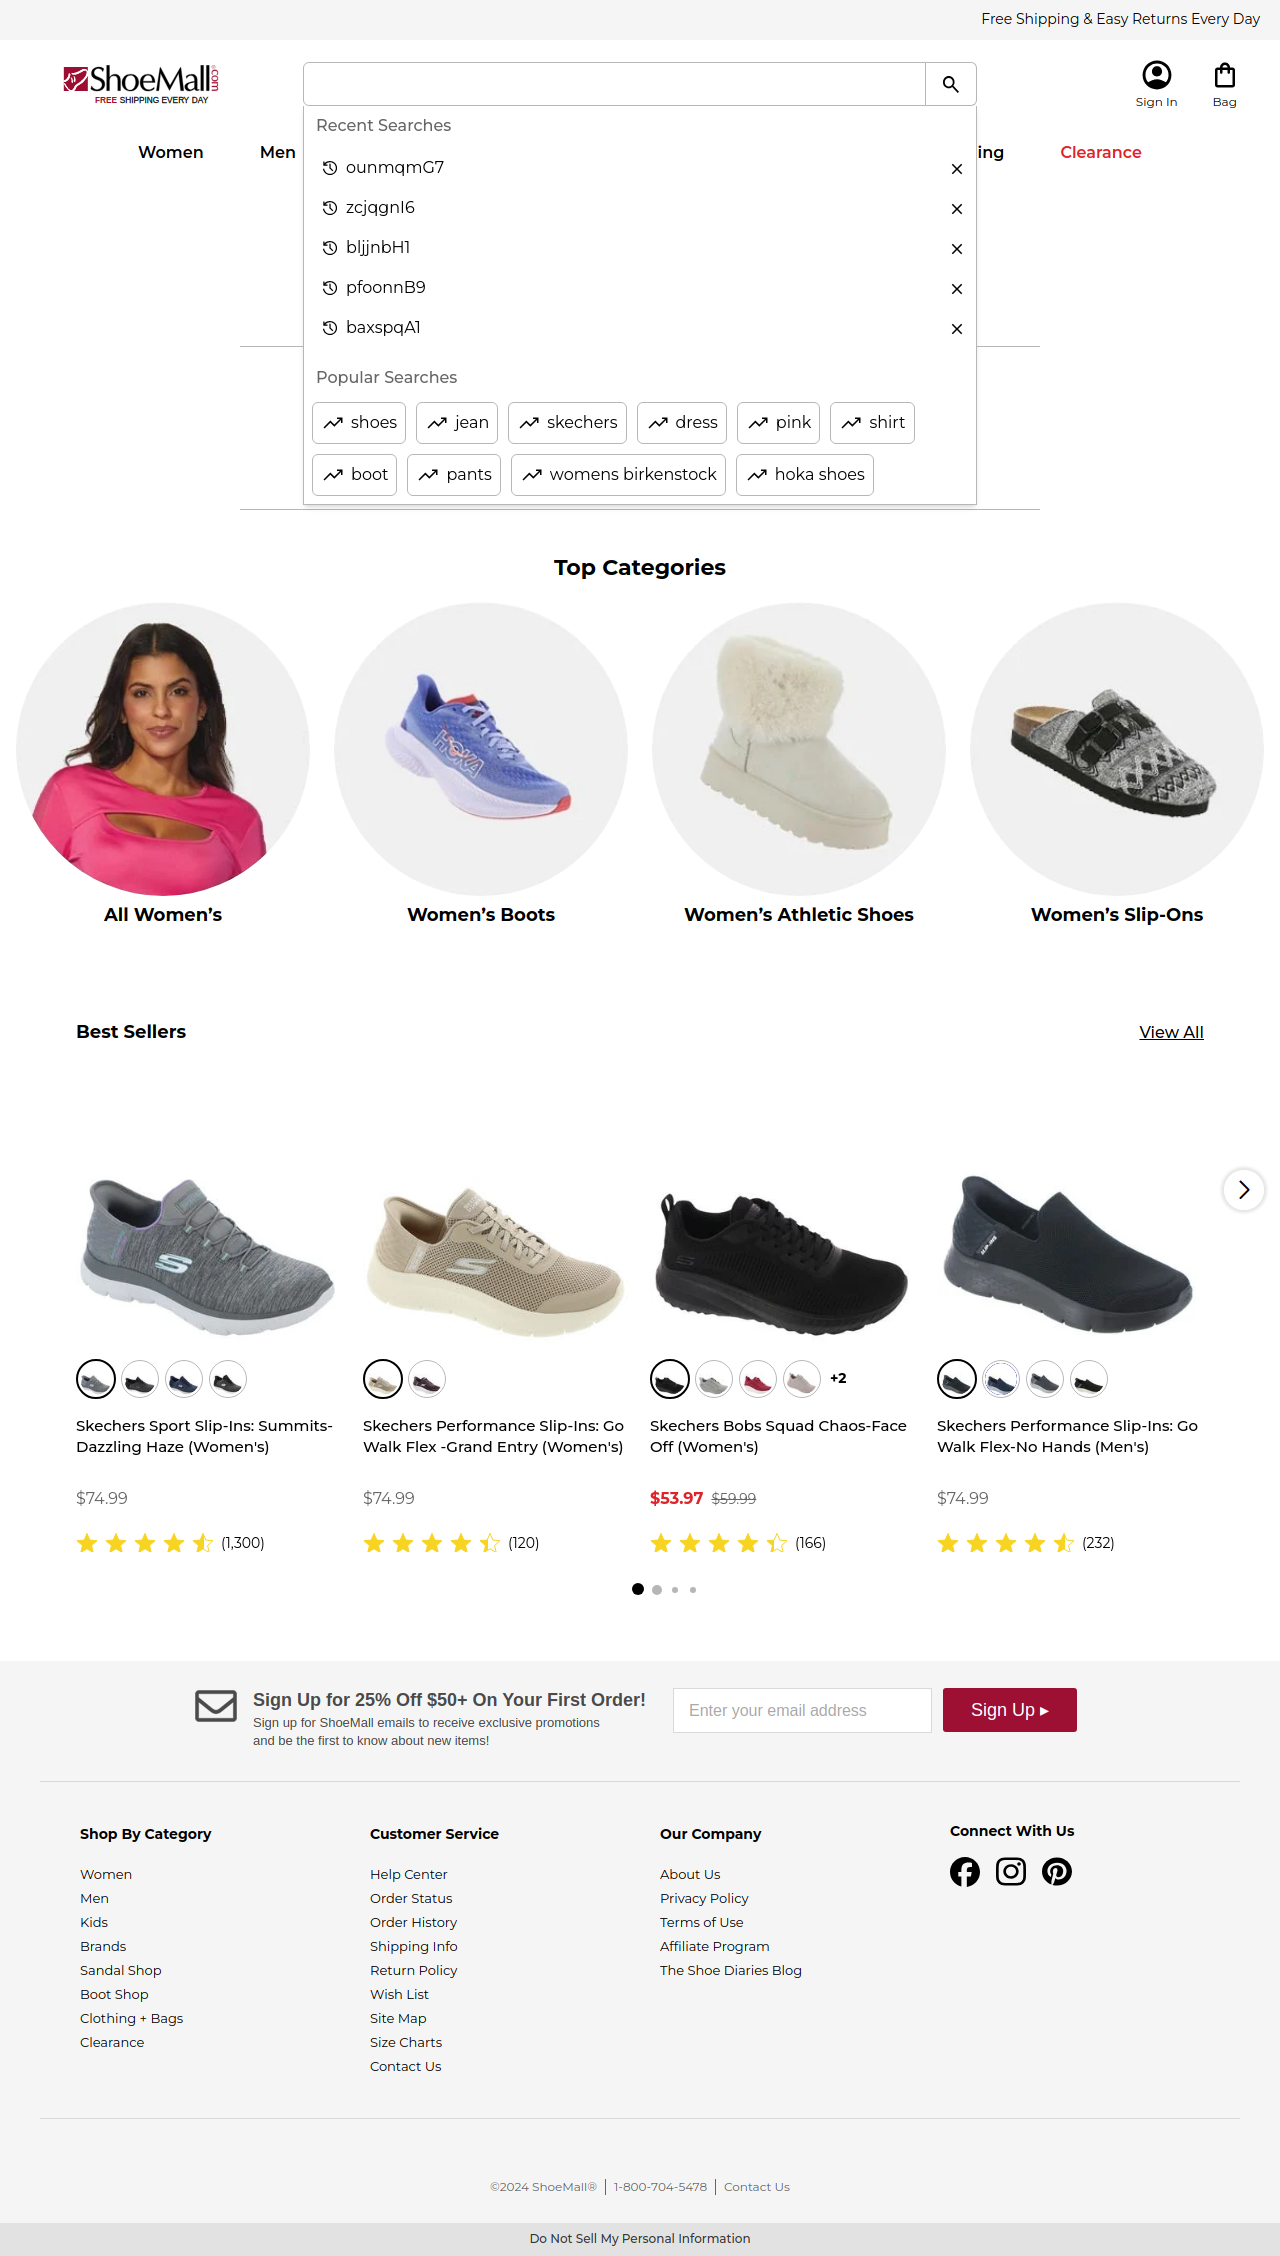 Free Shipping & Easy Returns Every Day
ShoeMall.com
FREE SHIPPING EVERY DAY
Sign In
Bag
Women
Men
ing
Clearance
Recent Searches
ounmqmG7
zcjqgnI6
bljjnbH1
pfoonnB9
baxspqA1
Popular Searches
shoes
jean
skechers
dress
pink
shirt
boot
pants
womens birkenstock
hoka shoes
Top Categories
HOKA
All Women’s
Women’s Boots
Women’s Athletic Shoes
Women’s Slip-Ons
Best Sellers
View All
+2
Skechers Sport Slip-Ins: Summits-
Dazzling Haze (Women's)
Skechers Performance Slip-Ins: Go
Walk Flex -Grand Entry (Women's)
Skechers Bobs Squad Chaos-Face
Off (Women's)
Skechers Performance Slip-Ins: Go
Walk Flex-No Hands (Men's)
$74.99
$74.99
$53.97 $59.99
$74.99
(1,300)
(120)
(166)
(232)
Sign Up for 25% Off $50+ On Your First Order!
Sign up for ShoeMall emails to receive exclusive promotions
and be the first to know about new items!
Enter your email address
Sign Up ▸
Shop By Category
Women
Men
Kids
Brands
Sandal Shop
Boot Shop
Clothing + Bags
Clearance
Customer Service
Help Center
Order Status
Order History
Shipping Info
Return Policy
Wish List
Site Map
Size Charts
Contact Us
Our Company
About Us
Privacy Policy
Terms of Use
Affiliate Program
The Shoe Diaries Blog
Connect With Us
©2024 ShoeMall® | 1-800-704-5478 | Contact Us
Do Not Sell My Personal Information